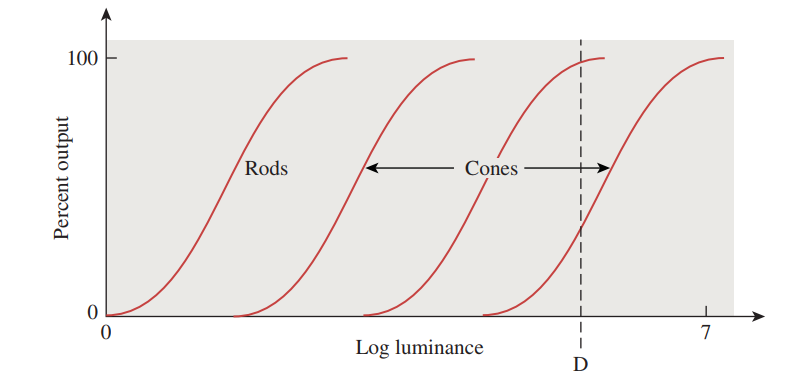 100
Percent output
Rods
Cones
0
0
7
Log luminance
D